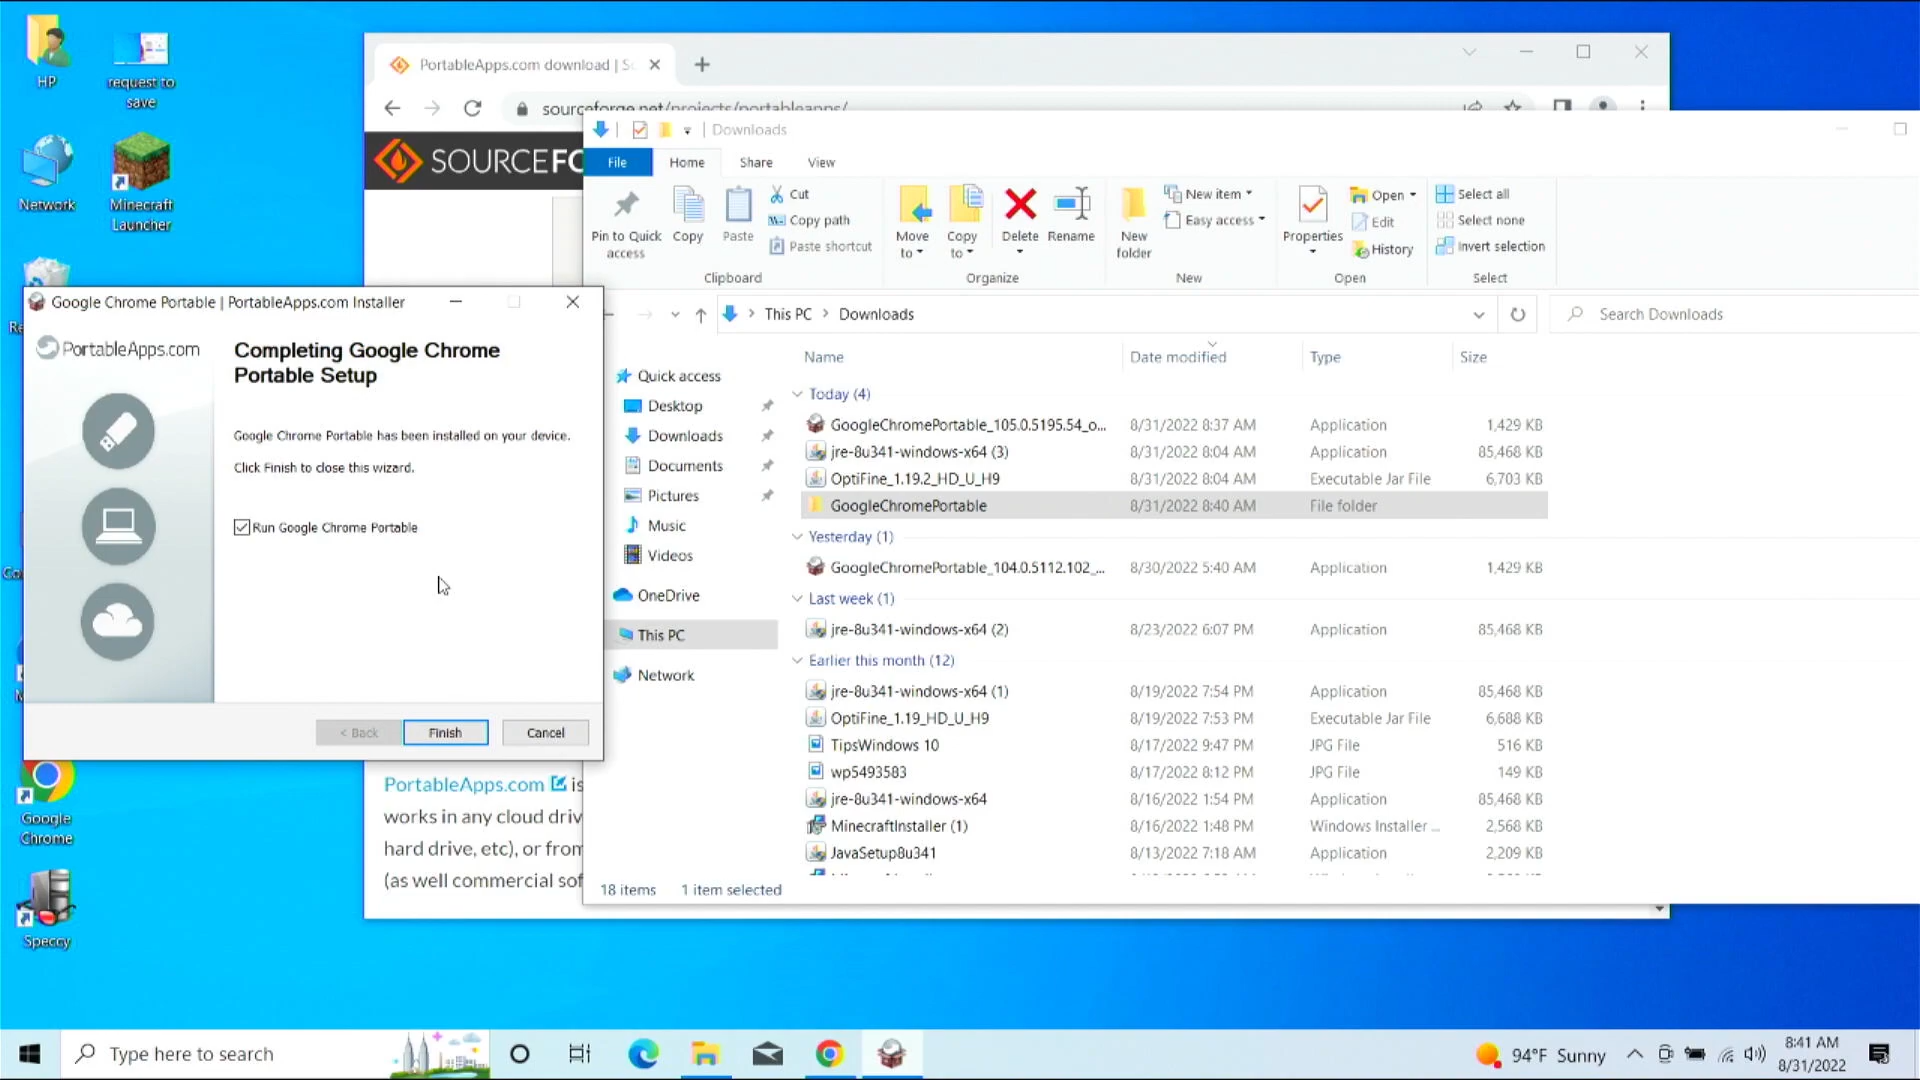 HP
request to
save
Network
Minecraft
Launcher
Google
Chrome
Speccy
PortableApps.com download | S
sourceforge.net/projects/portableapps/
SOURCEFO
Downloads
File
Home
Share
View
Pin to Quick
access
Copy
Paste
Cut
Copy path
Paste shortcut
Clipboard
Move
to
Copy
to
Delete
Rename
Organize
New
folder
New item
Easy access
New
Properties
Open
Edit
History
Open
Select all
Select none
Invert selection
Select
This PC
Downloads
Search Downloads
Name
Date modified
Type
Size
Quick access
Desktop
Downloads
Documents
Pictures
Music
Videos
OneDrive
This PC
Network
Today (4)
GoogleChromePortable_105.0.5195.54_o... 8/31/2022 8:37 AM Application 1,429 KB
jre-8u341-windows-x64 (3) 8/31/2022 8:04 AM Application 85,468 KB
OptiFine_1.19.2_HD_U_H9 8/31/2022 8:04 AM Executable Jar File 6,703 KB
GoogleChromePortable 8/31/2022 8:40 AM File folder
Yesterday (1)
GoogleChromePortable_104.0.5112.102_... 8/30/2022 5:40 AM Application 1,429 KB
Last week (1)
jre-8u341-windows-x64 (2) 8/23/2022 6:07 PM Application 85,468 KB
Earlier this month (12)
jre-8u341-windows-x64 (1) 8/19/2022 7:54 PM Application 85,468 KB
OptiFine_1.19_HD_U_H9 8/19/2022 7:53 PM Executable Jar File 6,688 KB
TipsWindows 10 8/17/2022 9:47 PM JPG File 516 KB
wp5493583 8/17/2022 8:12 PM JPG File 149 KB
jre-8u341-windows-x64 8/16/2022 1:54 PM Application 85,468 KB
MinecraftInstaller (1) 8/16/2022 1:48 PM Windows Installer ... 2,568 KB
JavaSetup8u341 8/13/2022 7:18 AM Application 2,209 KB
18 items 1 item selected
Google Chrome Portable | PortableApps.com Installer
PortableApps.com
Completing Google Chrome
Portable Setup
Google Chrome Portable has been installed on your device.
Click Finish to close this wizard.
Run Google Chrome Portable
< Back
Finish
Cancel
PortableApps.com is
works in any cloud driv
hard drive, etc), or from
(as well commercial sof
Type here to search
94°F Sunny
8:41 AM
8/31/2022